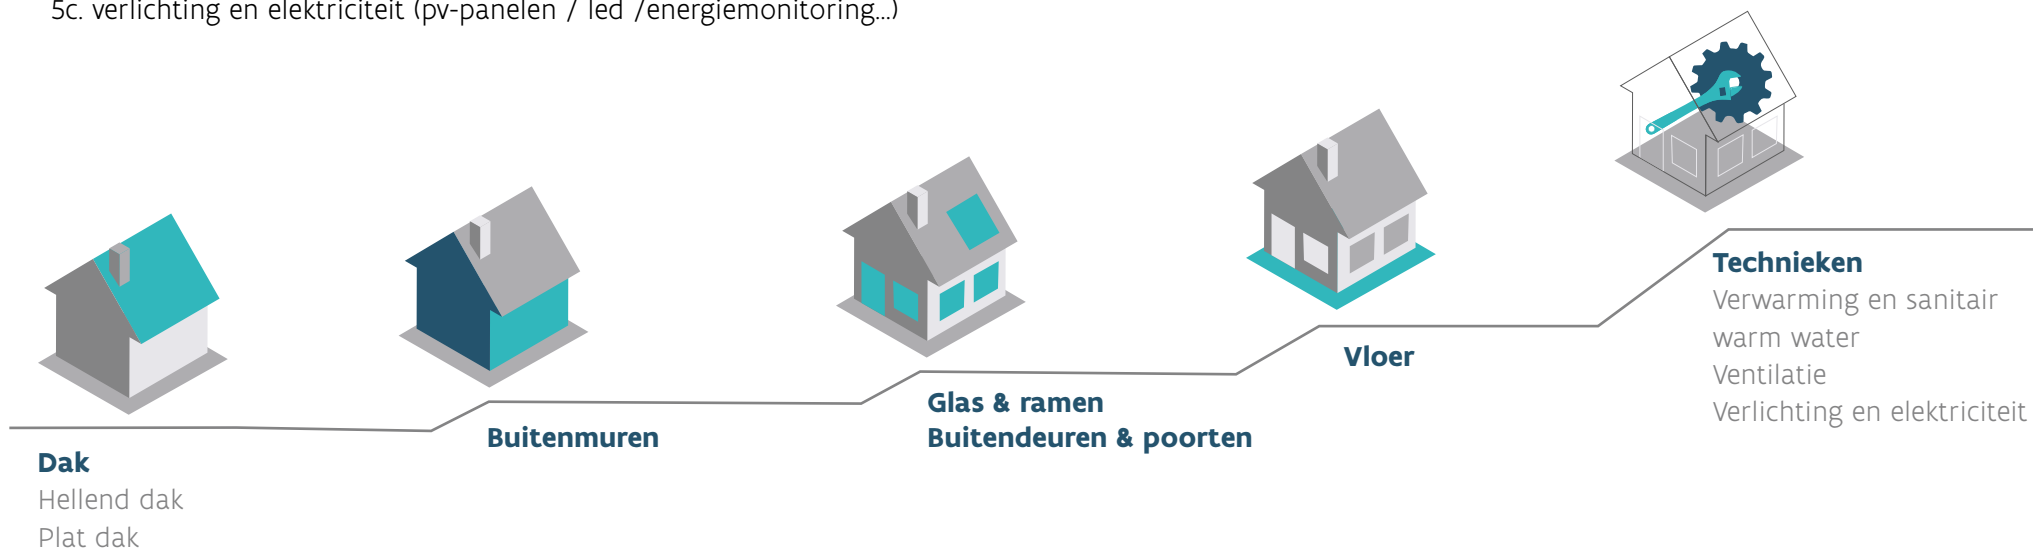 5c. verlichting en elektriciteit (pv-panelen / led /energiemonitoring...)
Dak
Hellend dak
Plat dak
Buitenmuren
Glas & ramen
Buitendeuren & poorten
Vloer
Technieken
Verwarming en sanitair
warm water
Ventilatie
Verlichting en elektriciteit